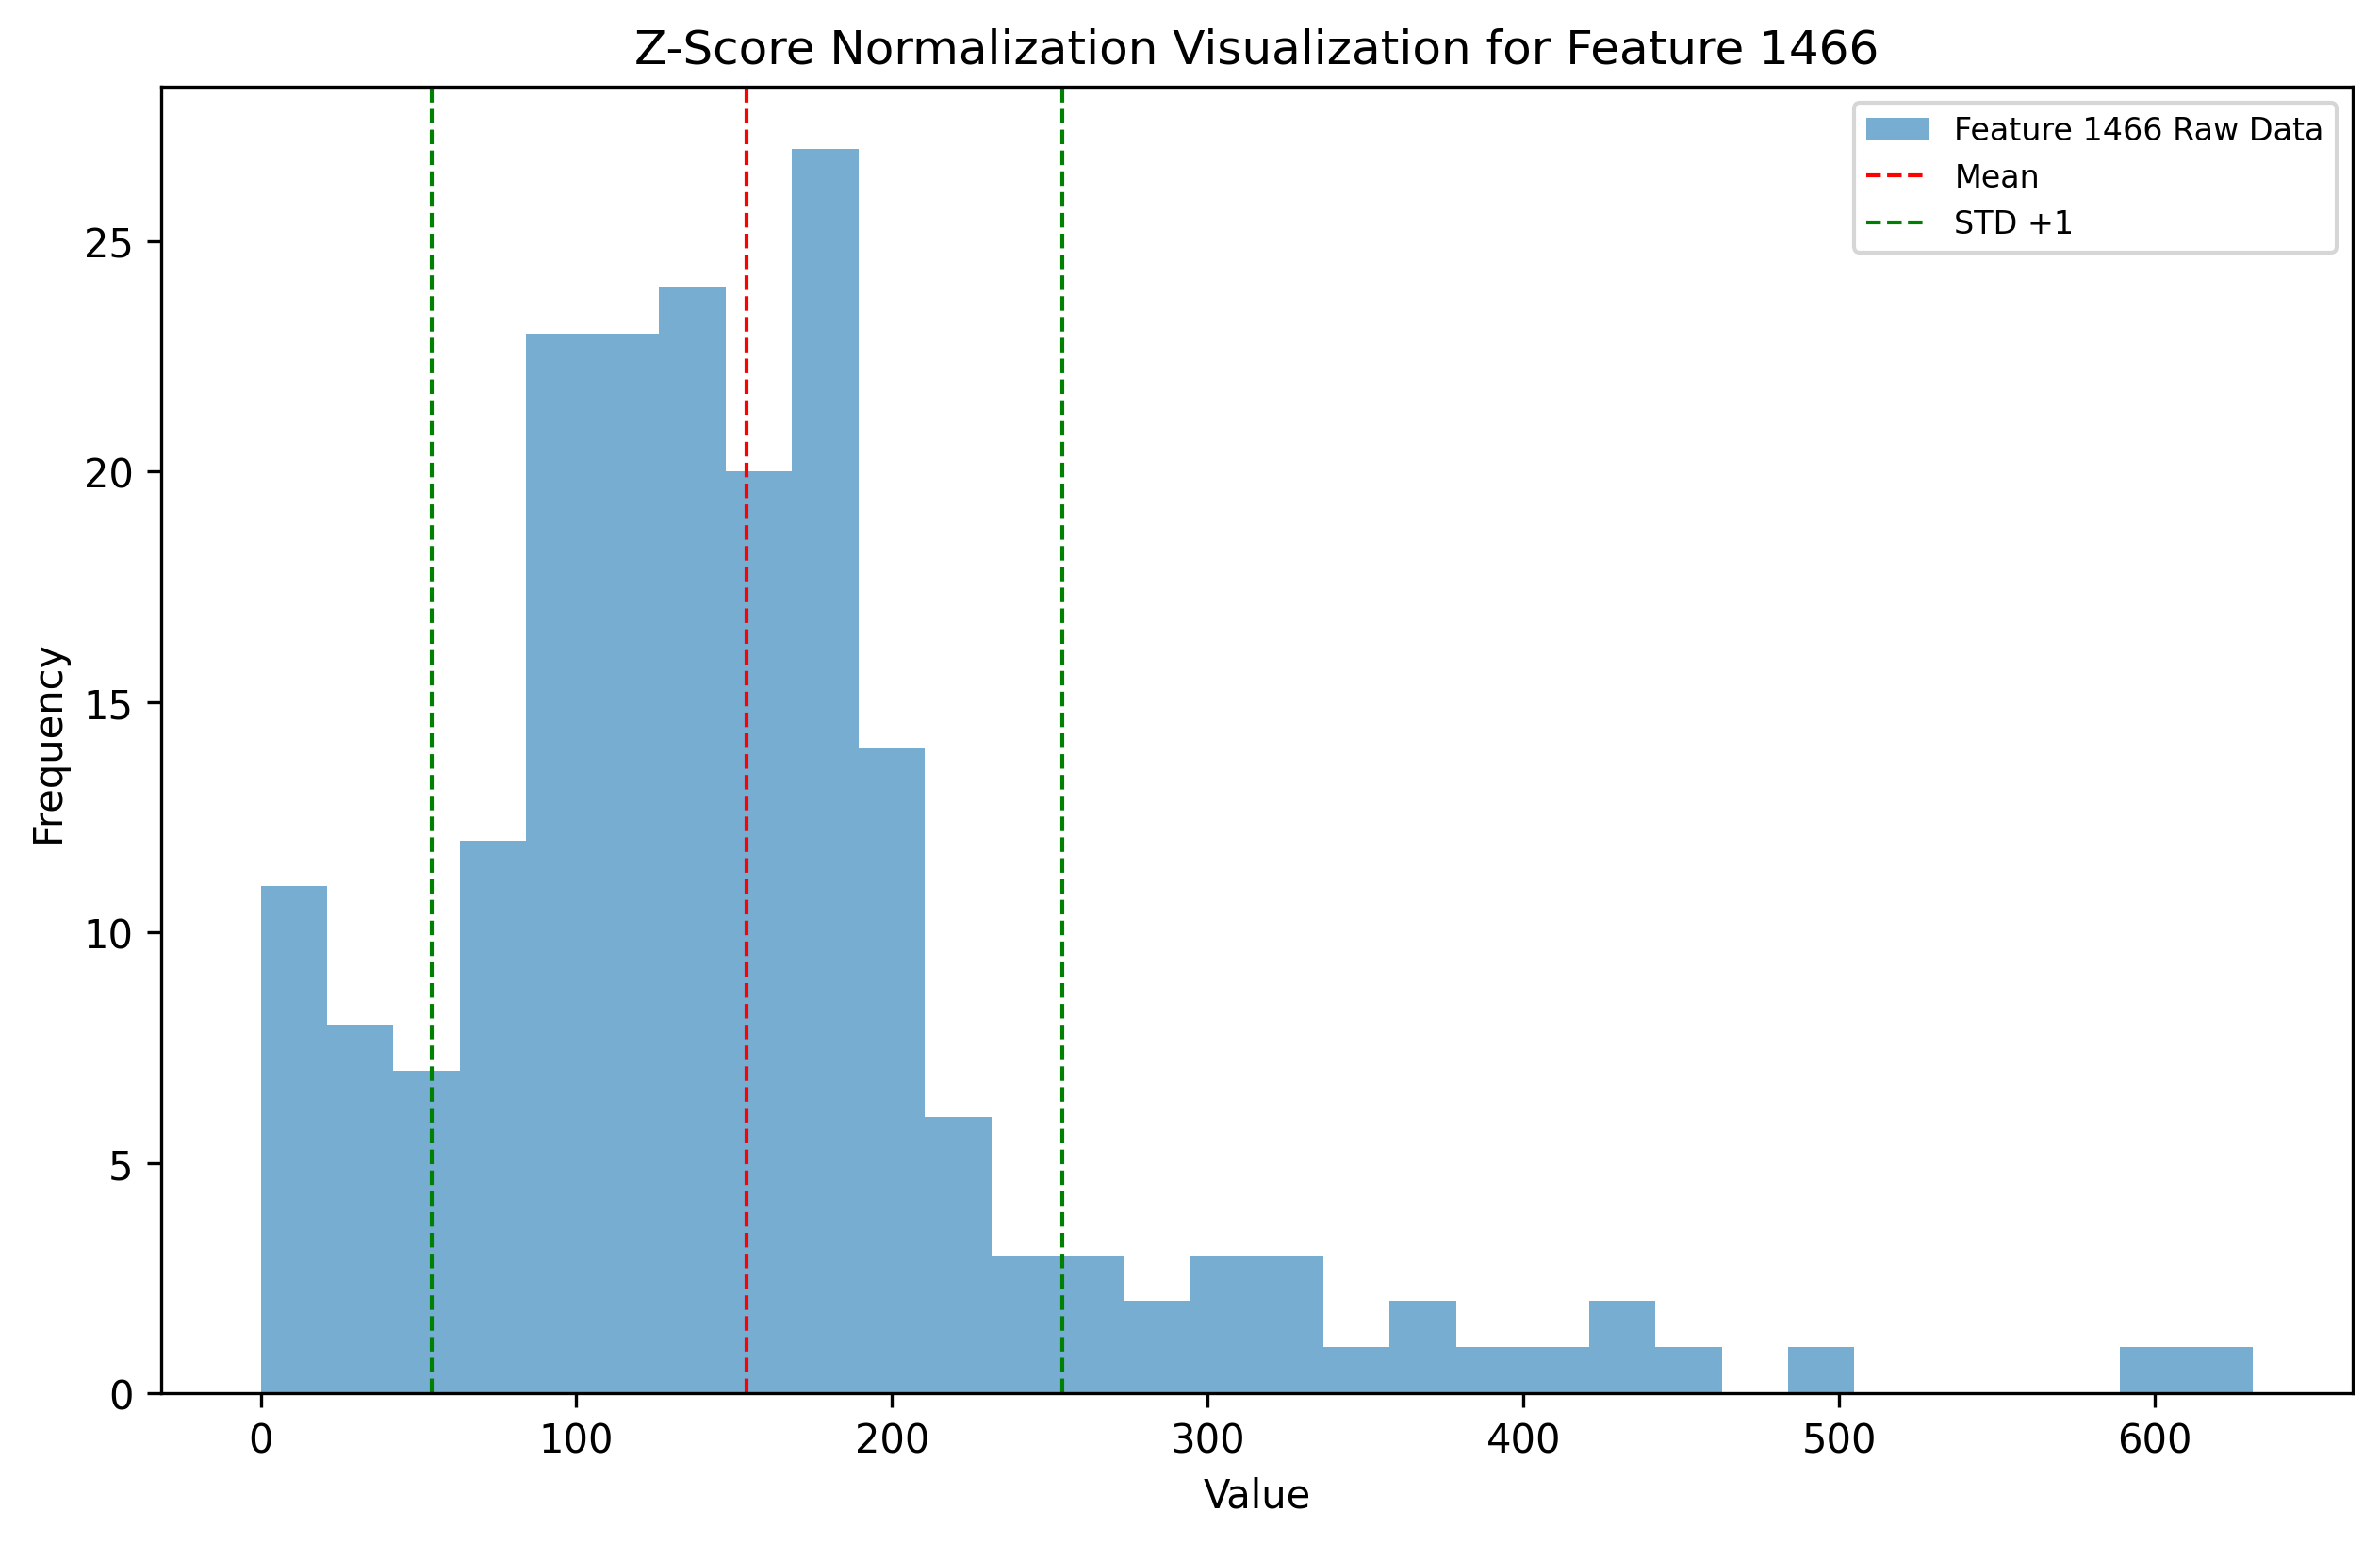 Z-Score Normalization Visualization for Feature 1466
Feature 1466 Raw Data
Mean
STD +1
25
20
15
10
5
0
Frequency
0 100 200 300 400 500 600
Value